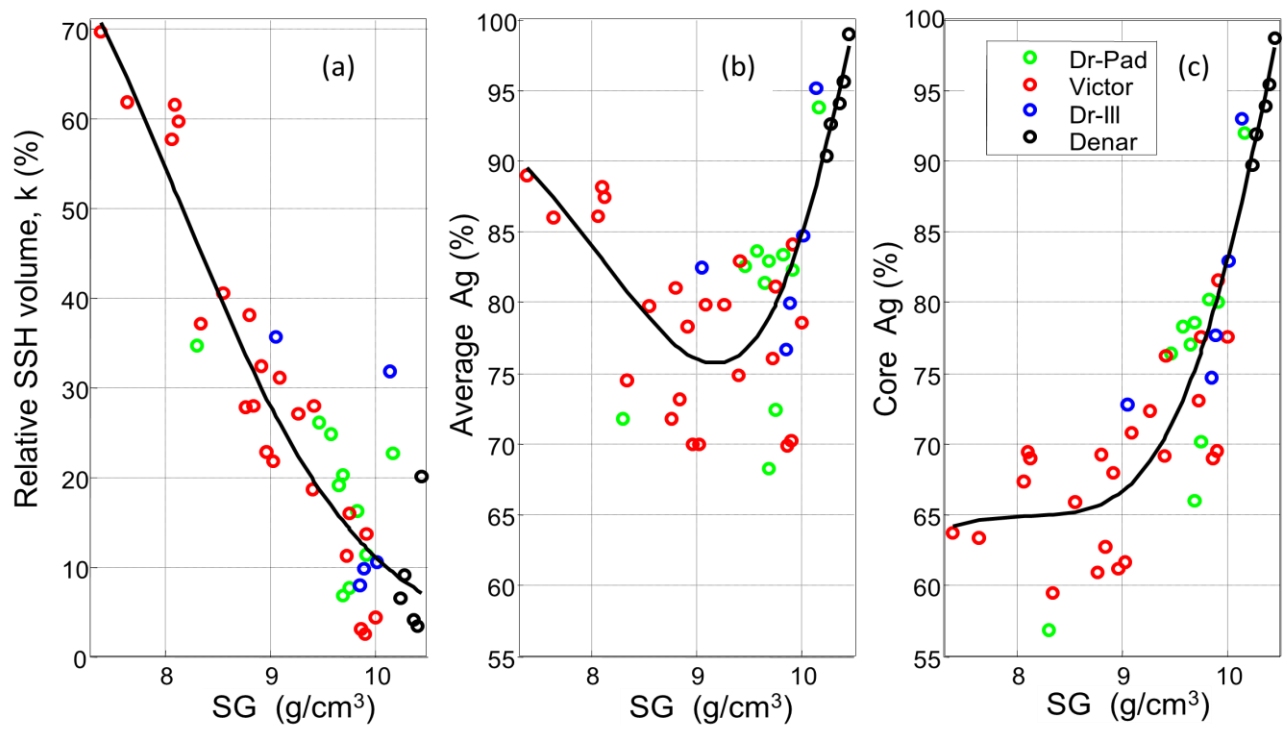 (a)
Relative SSH volume, k (%)
70
60
50
40
30
20
10
0
8
9
10
SG (g/cm³)
(b)
Average Ag (%)
100
95
90
85
80
75
70
65
60
55
8
9
10
SG (g/cm³)
(c)
Dr-Pad
Victor
Dr-Ill
Denar
Core Ag (%)
100
95
90
85
80
75
70
65
60
55
8
9
10
SG (g/cm³)